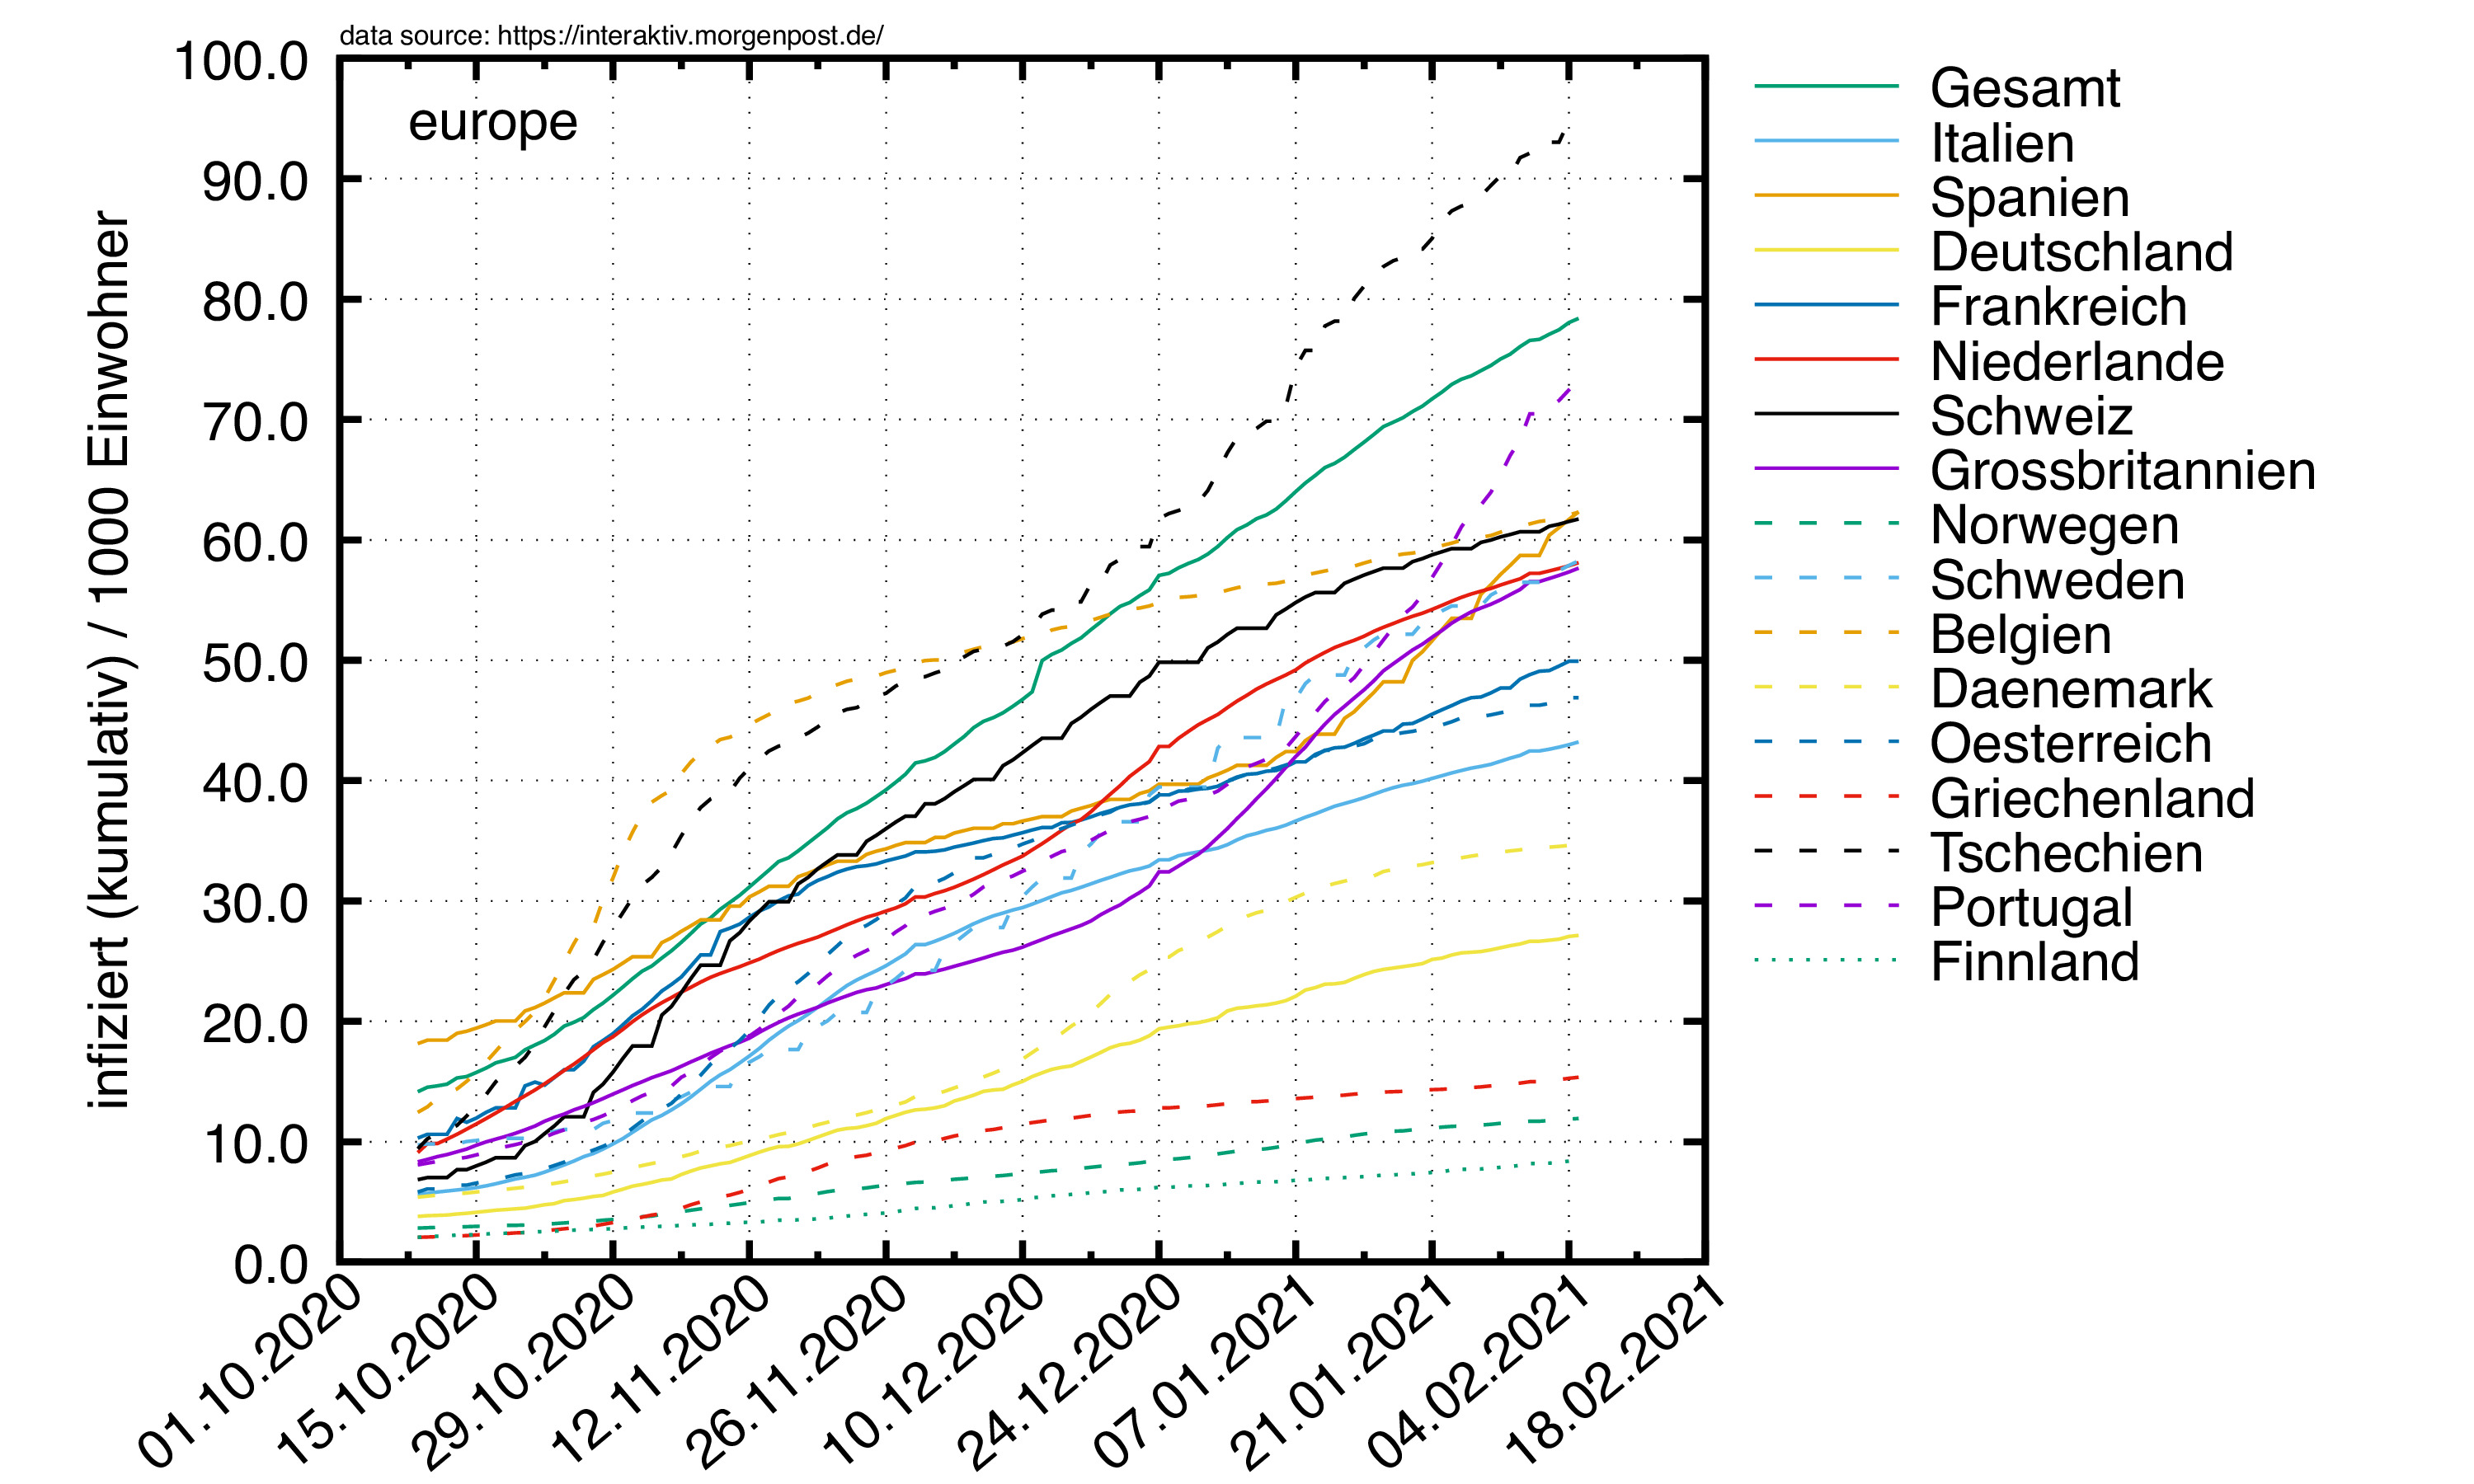 data source: https://interaktiv.morgenpost.de/
europe
infiziert (kumulativ) / 1000 Einwohner
100.0
90.0
80.0
70.0
60.0
50.0
40.0
30.0
20.0
10.0
0.0
01.10.2020
15.10.2020
29.10.2020
12.11.2020
26.11.2020
10.12.2020
24.12.2020
07.01.2021
21.01.2021
04.02.2021
18.02.2021
Gesamt
Italien
Spanien
Deutschland
Frankreich
Niederlande
Schweiz
Grossbritannien
Norwegen
Schweden
Belgien
Daenemark
Oesterreich
Griechenland
Tschechien
Portugal
Finnland